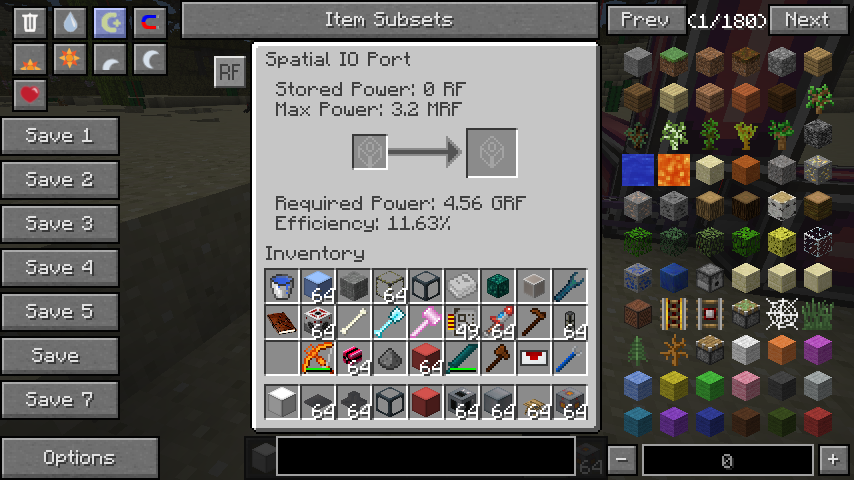 Item Subsets
Prev (1/180) Next
RF
Spatial IO Port
Stored Power: 0 RF
Max Power: 3.2 MRF
Required Power: 4.56 GRF
Efficiency: 11.63%
Inventory
Save 1
Save 2
Save 3
Save 4
Save 5
Save
Save 7
Options
64 64
64 49 64 64
64 64
64 64 64 64 64 64
64
- 0 +